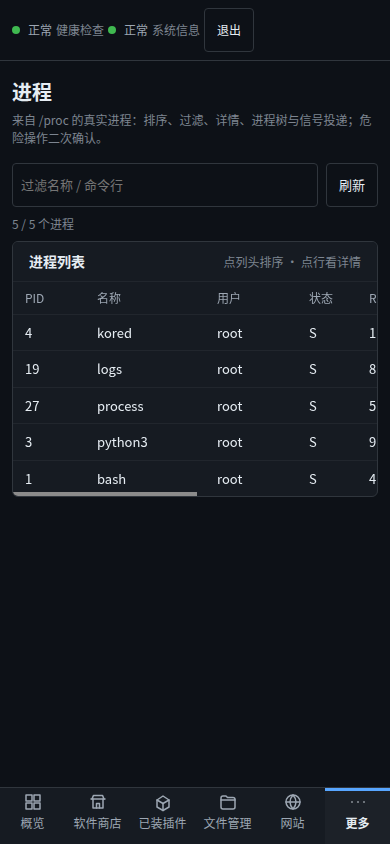 正常 健康检查 正常 系统信息 退出
进程
来自 /proc 的真实进程：排序、过滤、详情、进程树与信号投递；危
险操作二次确认。
过滤名称 / 命令行 刷新
5 / 5 个进程
进程列表 点列头排序 · 点行看详情
PID 名称 用户 状态 R
4 kored root S 1
19 logs root S 8
27 process root S 5
3 python3 root S 9
1 bash root S 4
概览 软件商店 已装插件 文件管理 网站 更多